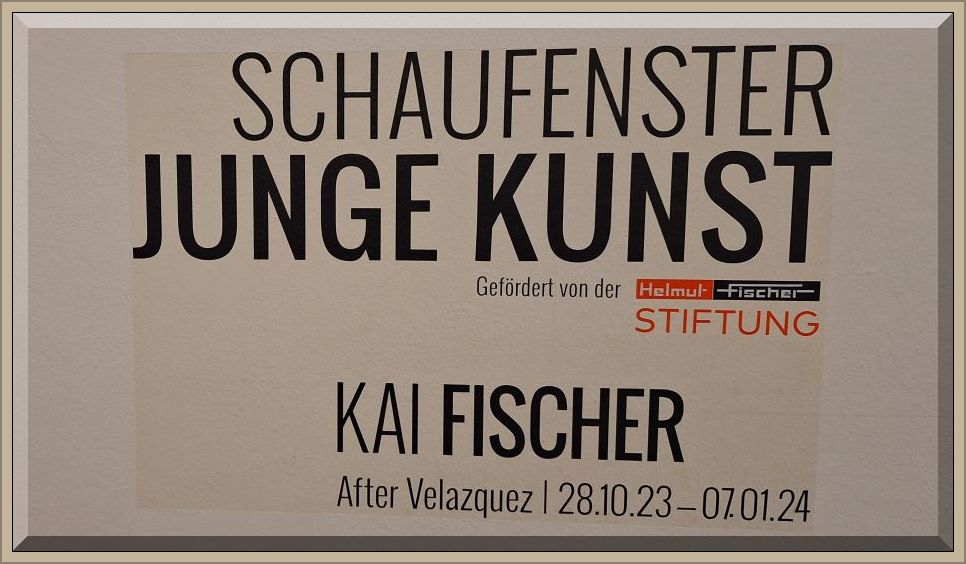 SCHAUFENSTER
JUNGE KUNST
Gefördert von der Helmut Fischer
STIFTUNG
KAI FISCHER
After Velazquez | 28.10.23 – 07.01.24